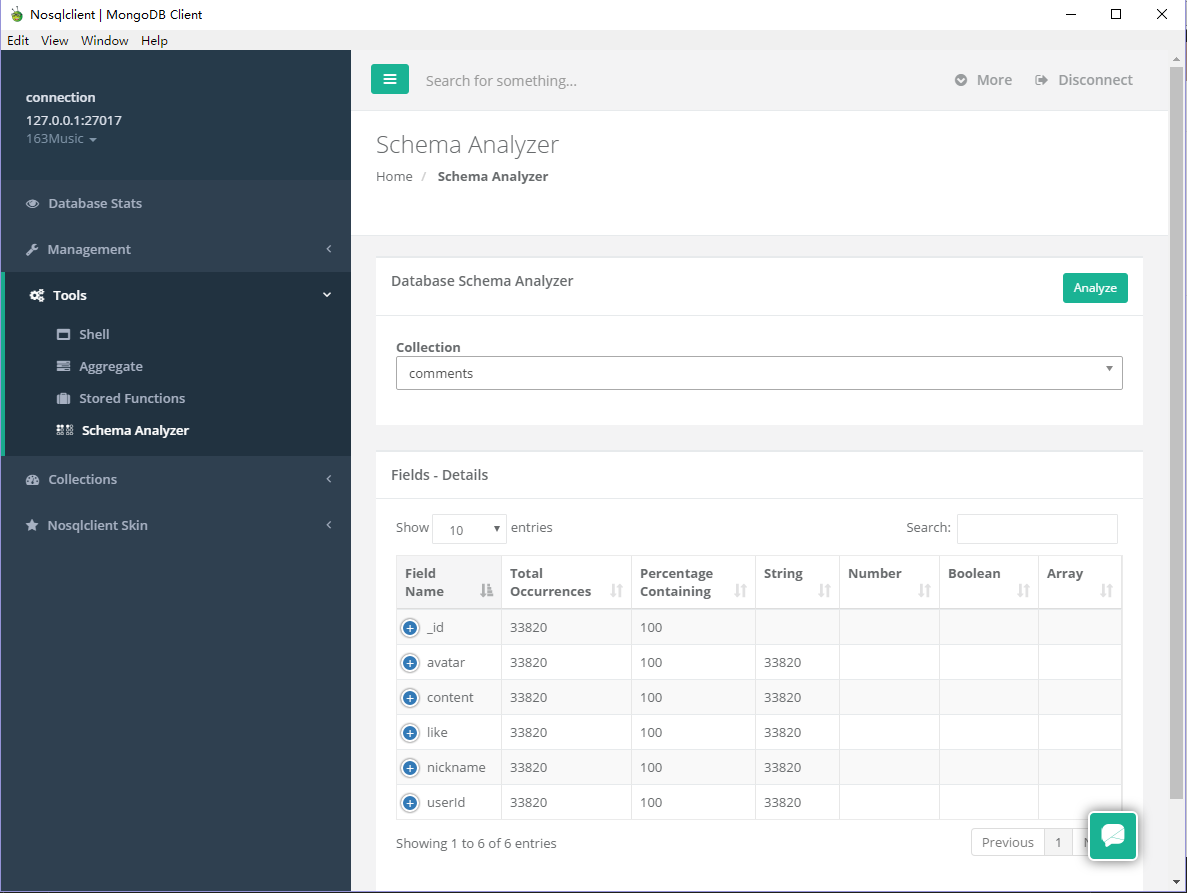 Nosqlclient | MongoDB Client
Edit View Window Help
connection
127.0.0.1:27017
163Music
Database Stats
Management
Tools
Shell
Aggregate
Stored Functions
Schema Analyzer
Collections
Nosqlclient Skin
Search for something...
More
Disconnect
Schema Analyzer
Home / Schema Analyzer
Database Schema Analyzer
Analyze
Collection
comments
Fields - Details
Show 10 entries
Search:
Field Name
Total Occurrences
Percentage Containing
String
Number
Boolean
Array
_id 33820 100
avatar 33820 100 33820
content 33820 100 33820
like 33820 100 33820
nickname 33820 100 33820
userId 33820 100 33820
Showing 1 to 6 of 6 entries
Previous 1